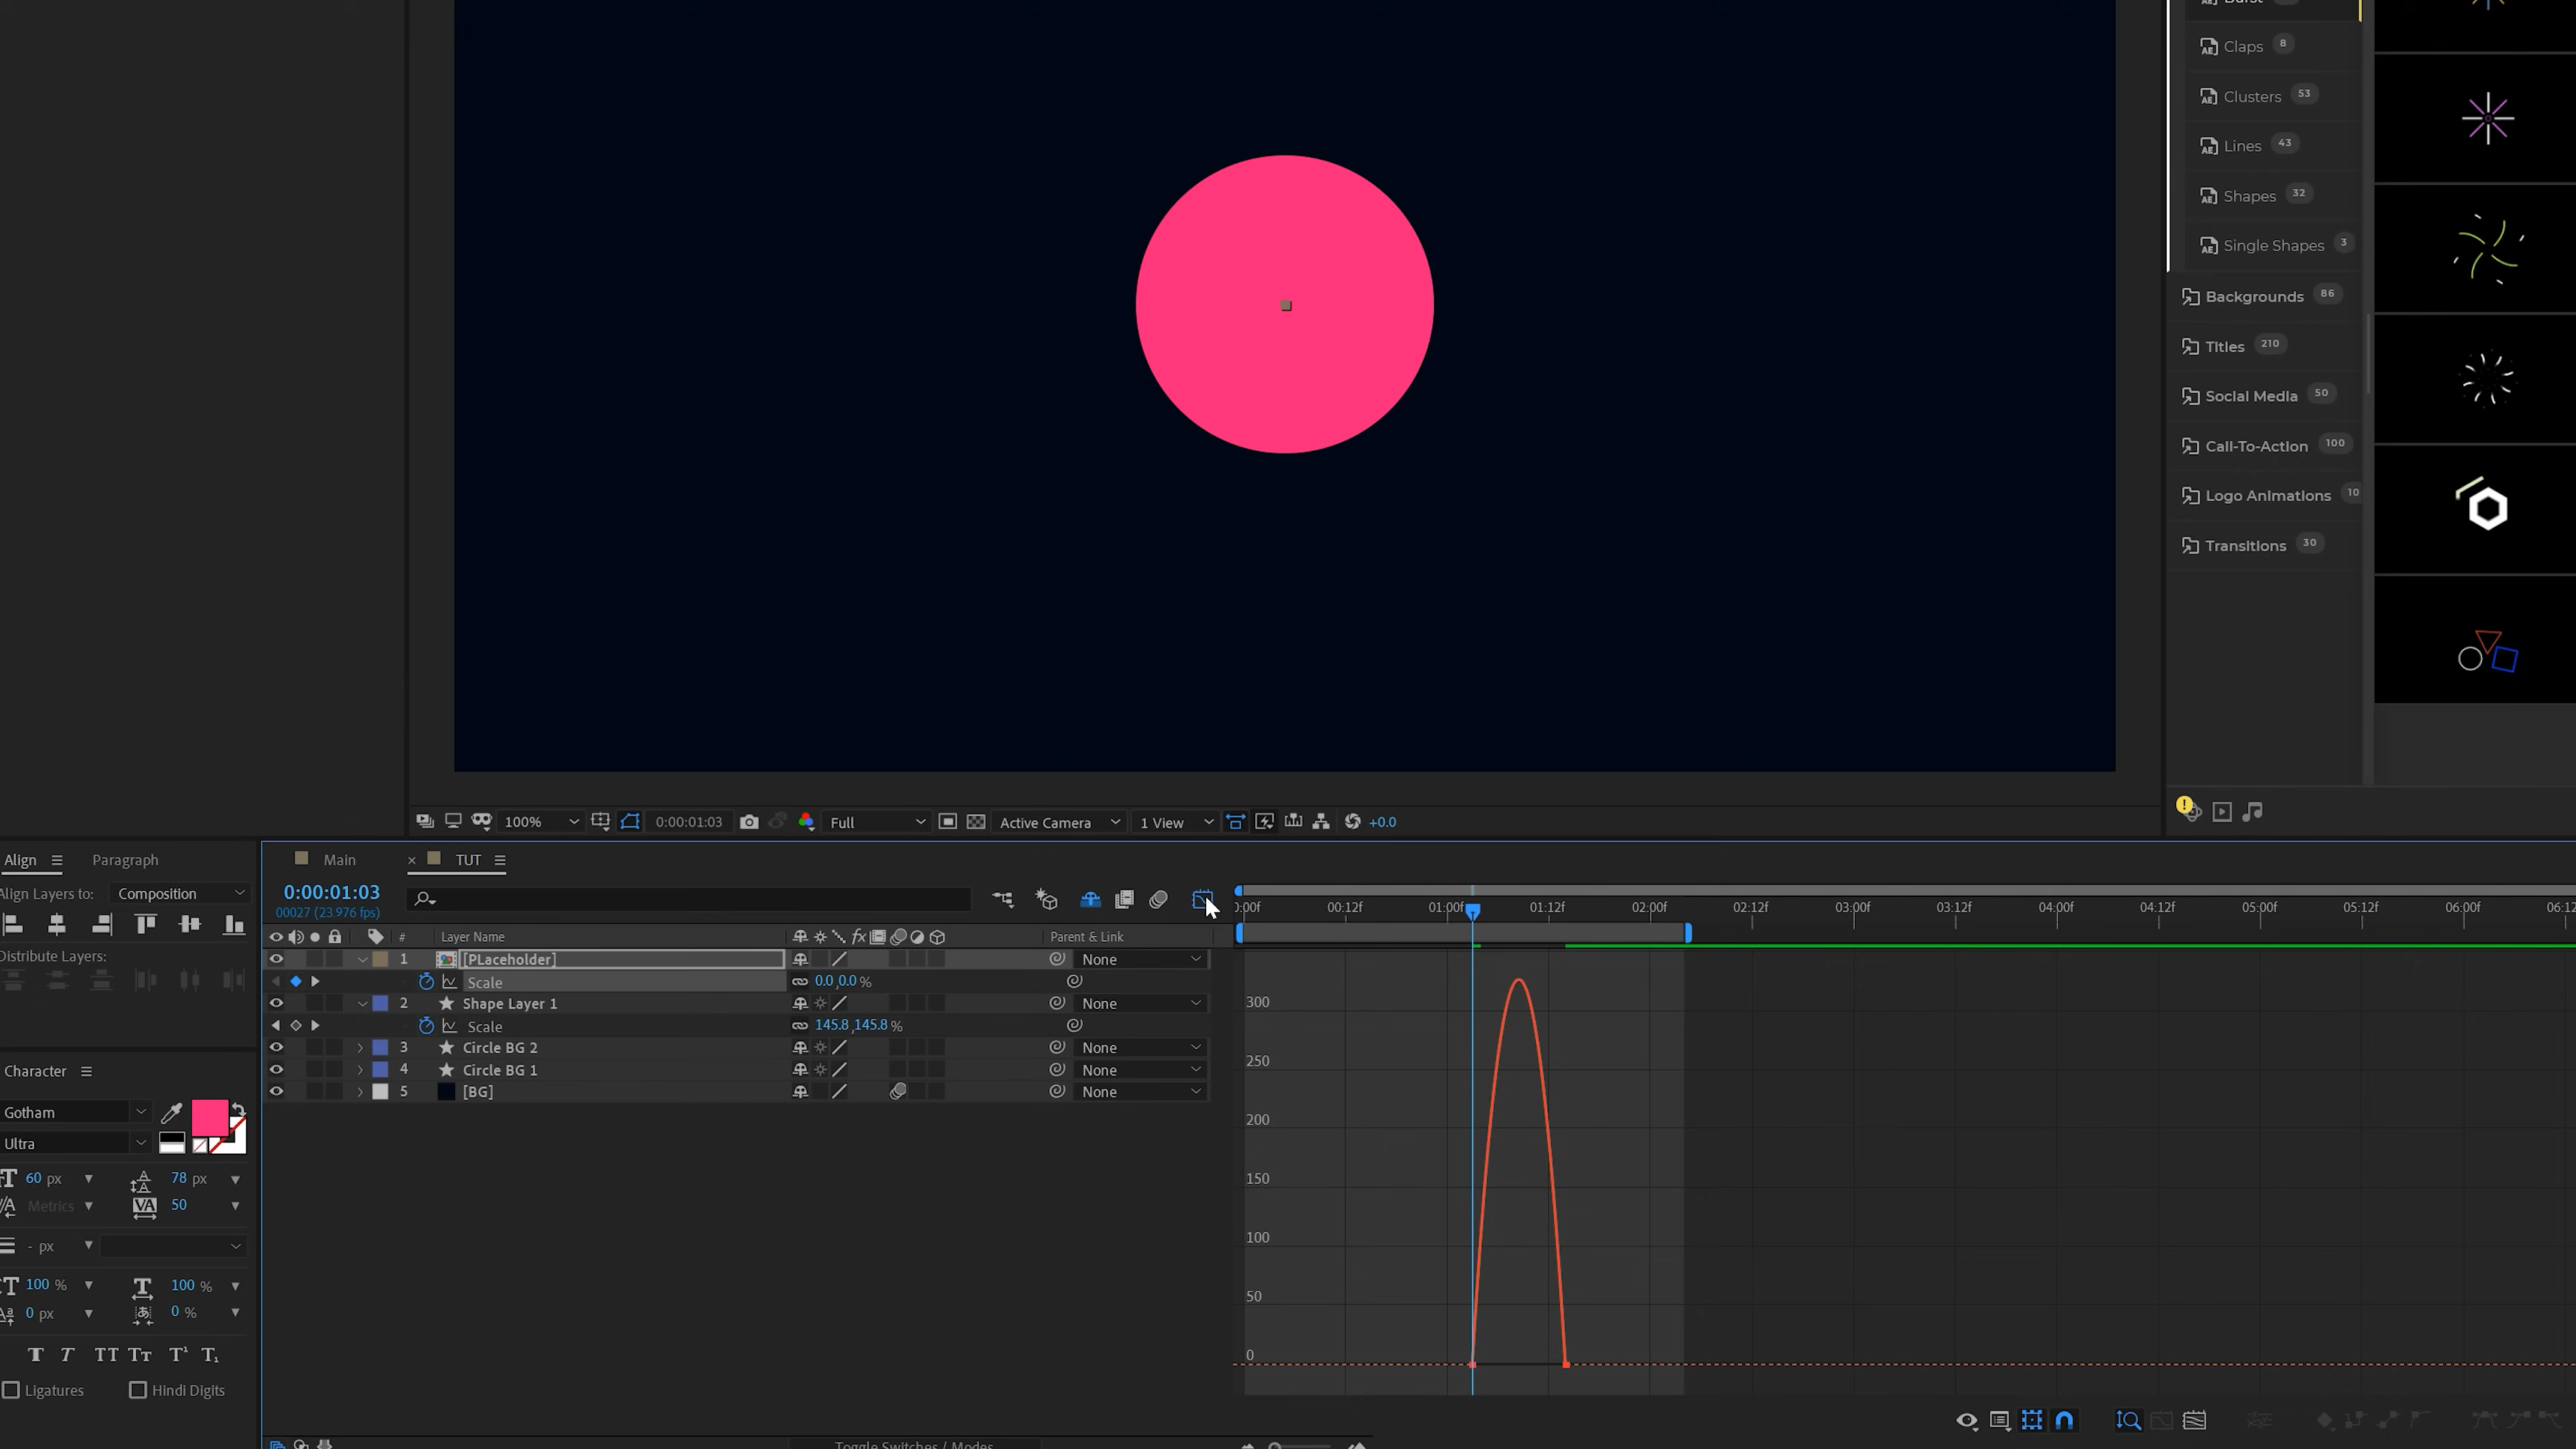 Burst
Claps 8
Clusters 53
Lines 43
Shapes 32
Single Shapes 3
Backgrounds 86
Titles 210
Social Media 50
Call-To-Action 100
Logo Animations 10
Transitions 30
100% 0:00:01:03 Full Active Camera 1 View +0.0
Align Paragraph
Align Layers to: Composition
Distribute Layers:
Main TUT
0:00:01:03
00027 (23.976 fps)
# Layer Name Parent & Link
1 [PLaceholder] None
Scale 0.0,0.0 %
2 Shape Layer 1 None
Scale 145.8,145.8 %
3 Circle BG 2 None
4 Circle BG 1 None
5 [BG] None
0:00f 00:12f 01:00f 01:12f 02:00f 02:12f 03:00f 03:12f 04:00f 04:12f 05:00f 05:12f 06:00f 06:12
300
250
200
150
100
50
0
Character
Gotham
Ultra
60 px 78 px
Metrics 50
- px
100 % 100 %
0 px 0 %
T T TT Tт T¹ T₁
Ligatures Hindi Digits
Toggle Switches / Modes